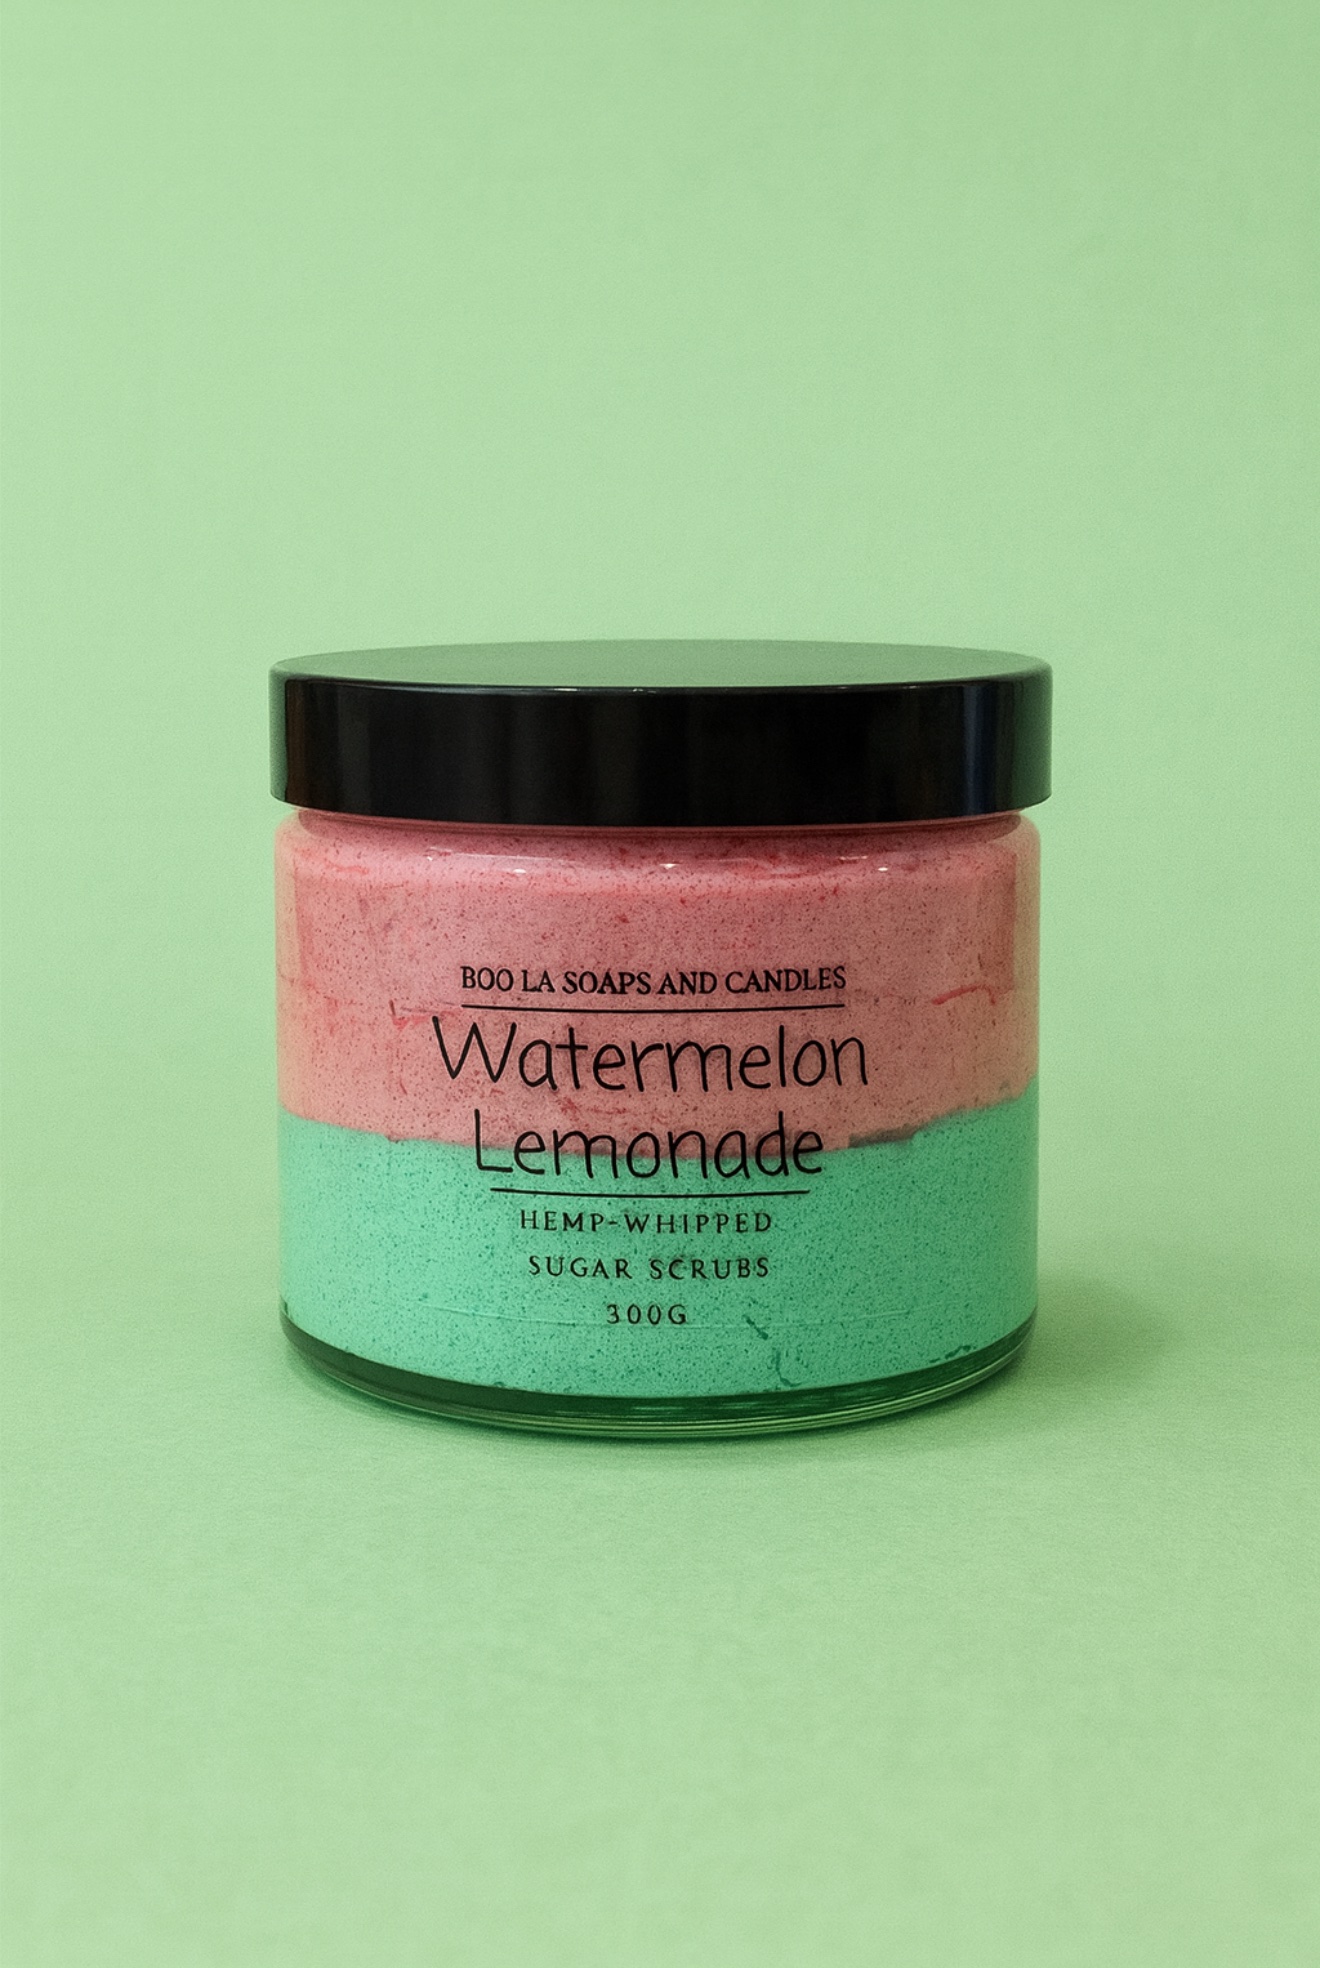 BOO LA SOAPS AND CANDLES
Watermelon
Lemonade
HEMP-WHIPPED
SUGAR SCRUBS
300G